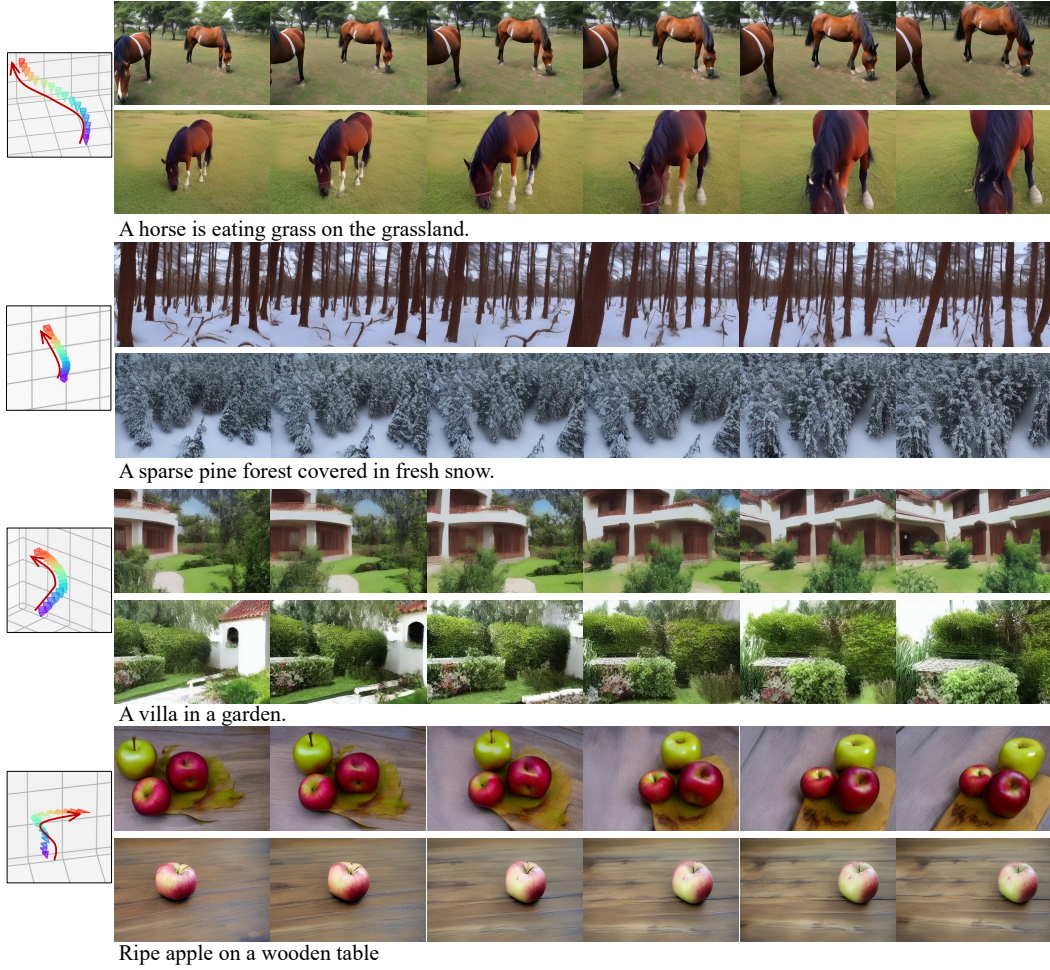 A horse is eating grass on the grassland.
A sparse pine forest covered in fresh snow.
A villa in a garden.
Ripe apple on a wooden table